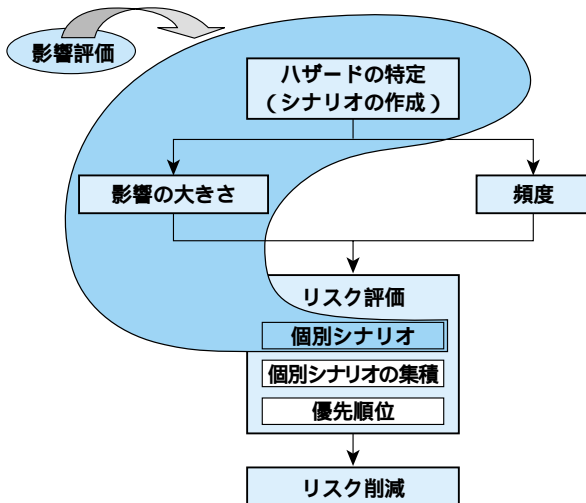 影響評価
ハザードの特定
(シナリオの作成)
影響の大きさ
頻度
リスク評価
個別シナリオ
個別シナリオの集積
優先順位
リスク削減